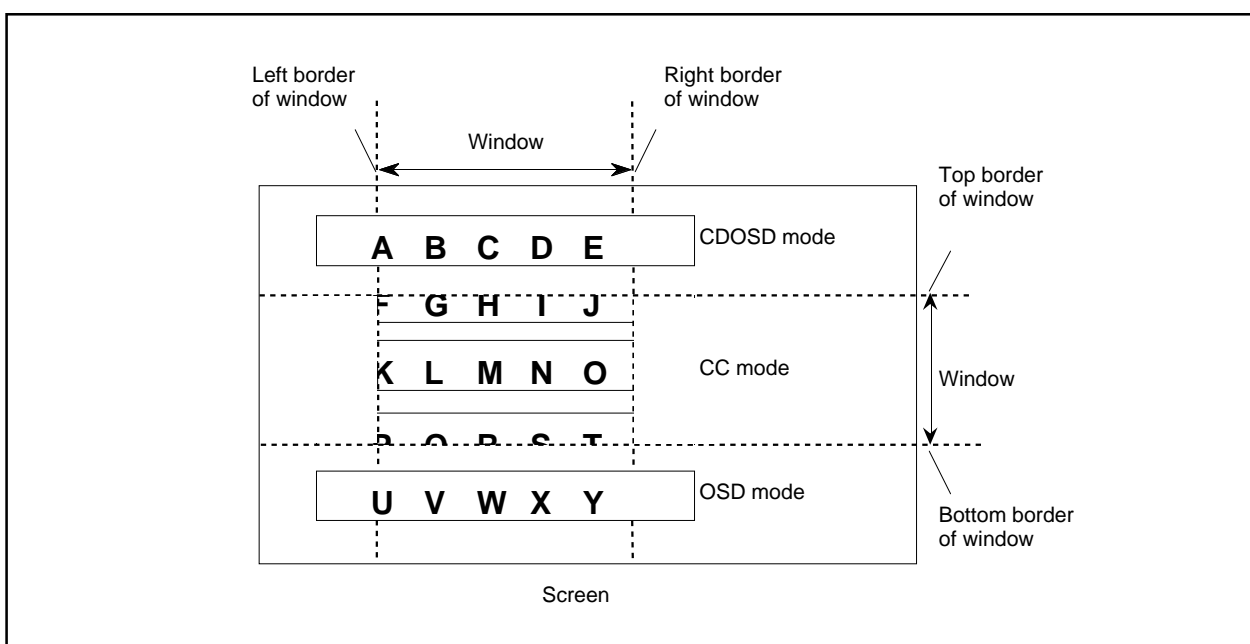 Left border
of window
Right border
of window
Window
Top border
of window
A B C D E
CDOSD mode
F G H I J
K L M N O
CC mode
Window
P Q R S T
U V W X Y
OSD mode
Bottom border
of window
Screen